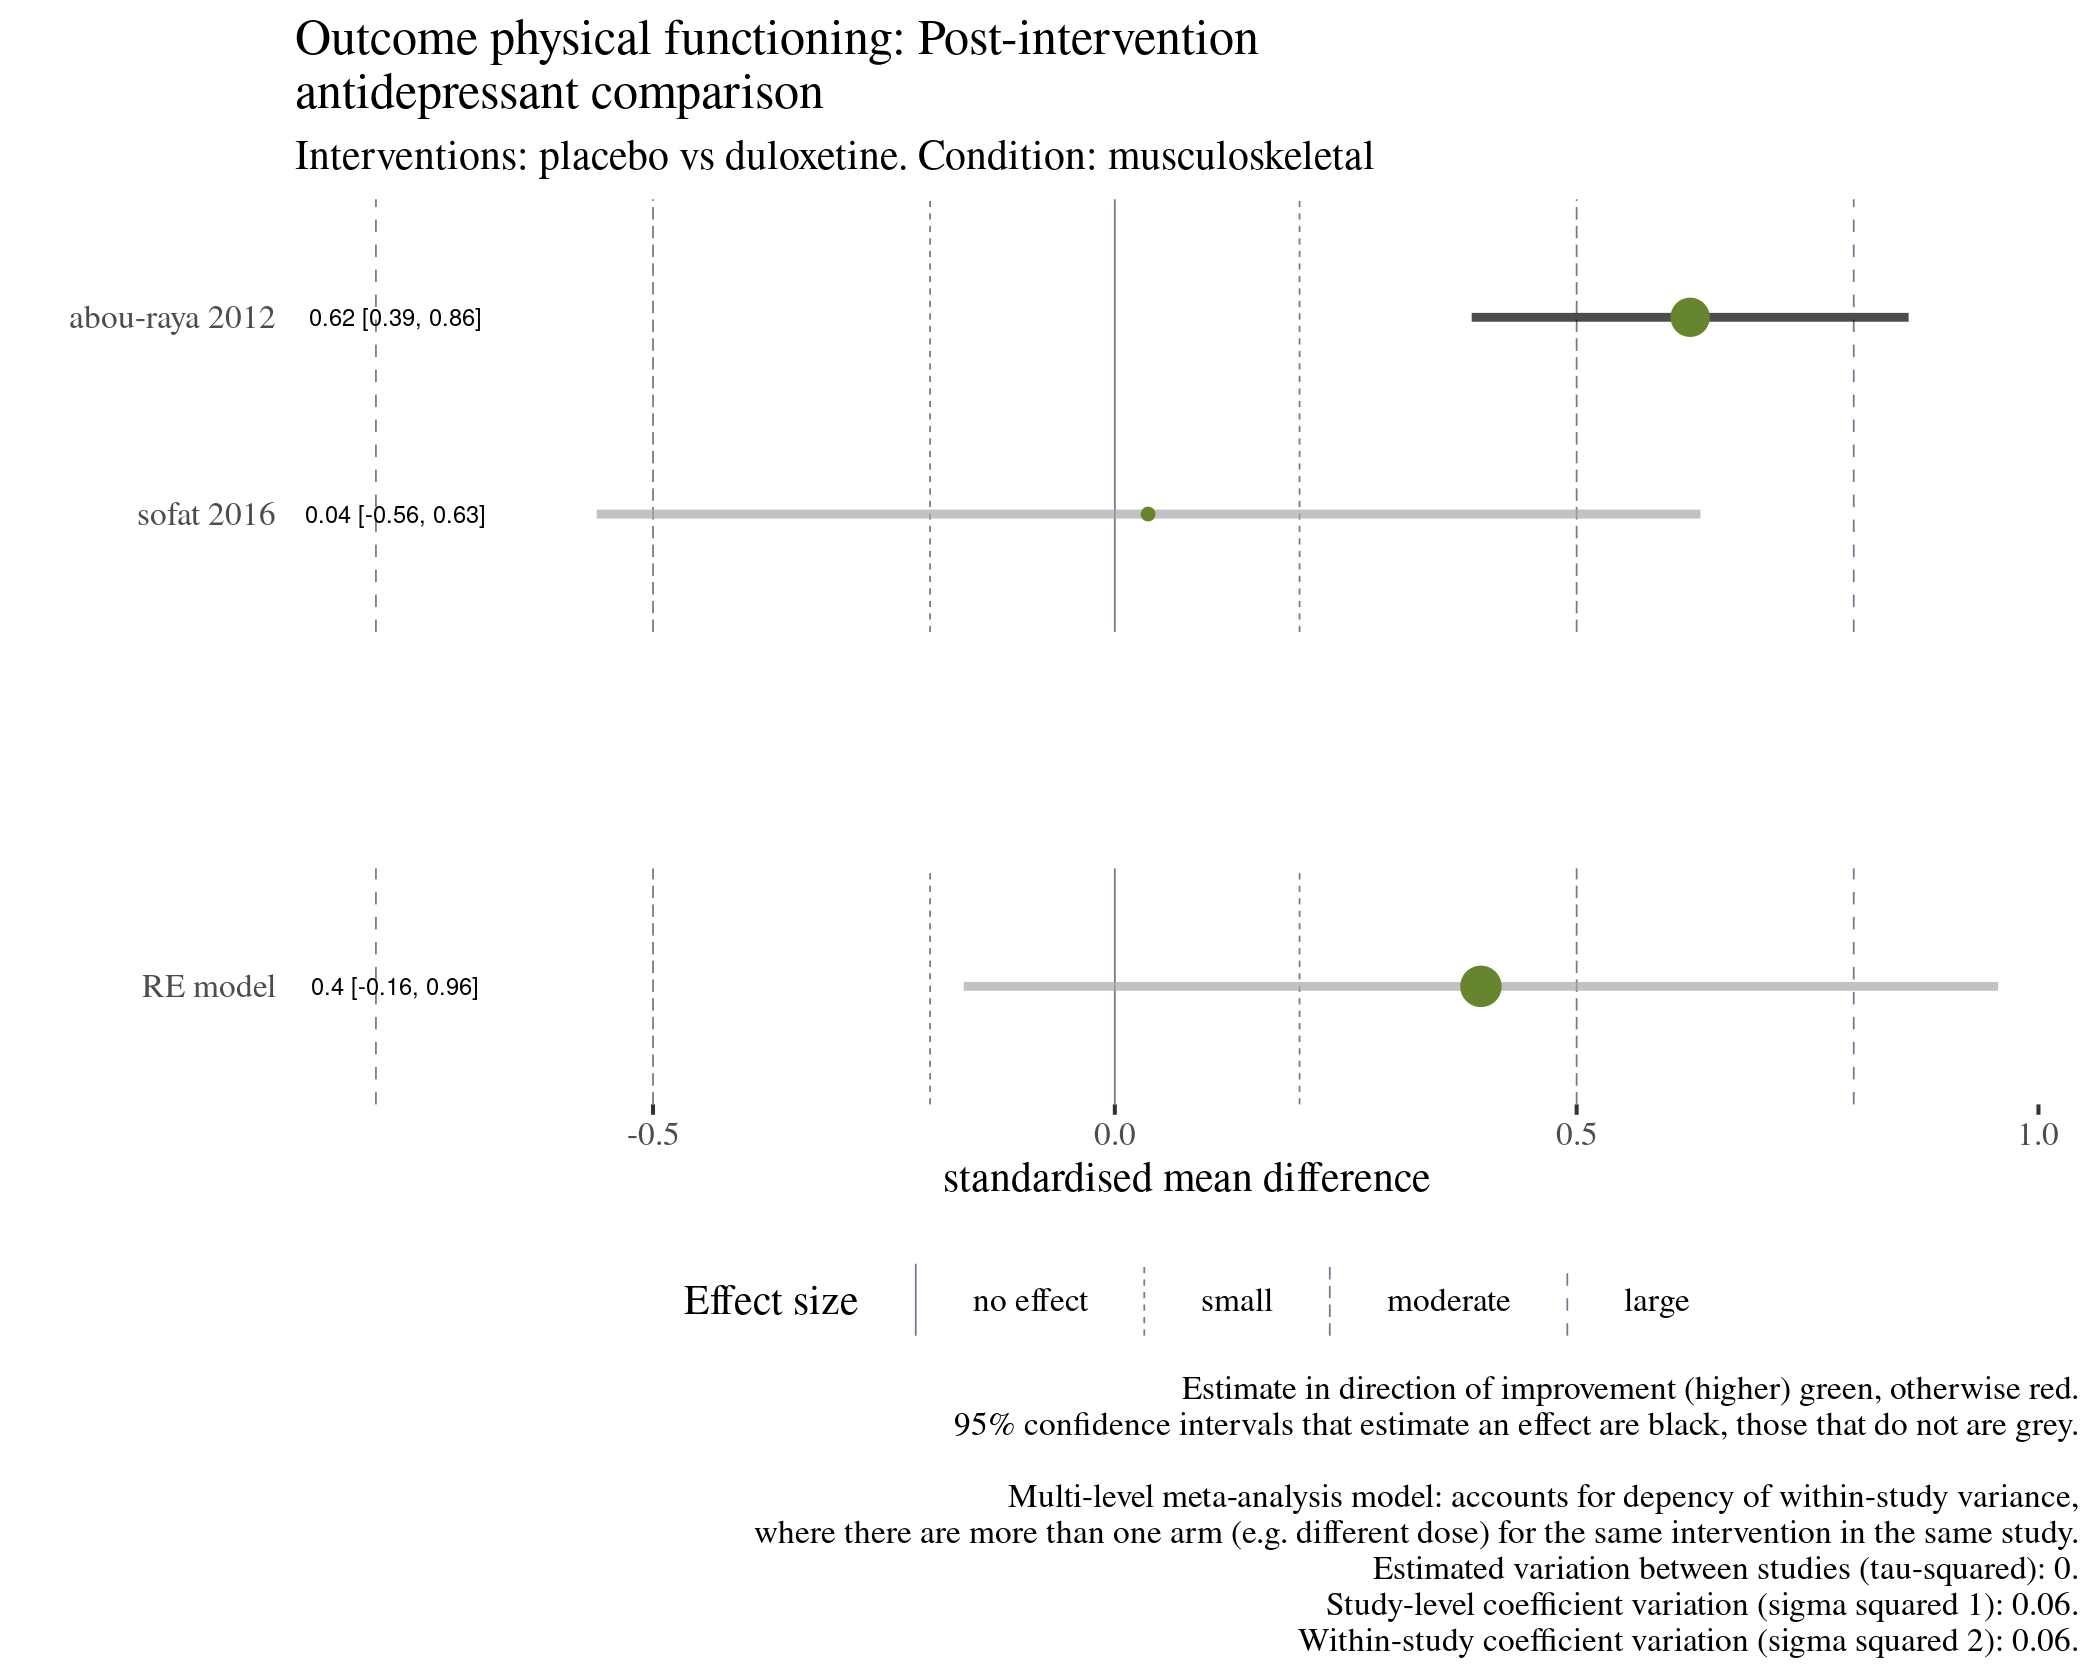 Outcome physical functioning: Post-intervention
antidepressant comparison
Interventions: placebo vs duloxetine. Condition: musculoskeletal
abou-raya 2012 0.62 [0.39, 0.86]
sofat 2016 0.04 [-0.56, 0.63]
RE model 0.4 [-0.16, 0.96]
-0.5 0.0 0.5 1.0
standardised mean difference
Effect size no effect small moderate large
Estimate in direction of improvement (higher) green, otherwise red.
95% confidence intervals that estimate an effect are black, those that do not are grey.
Multi-level meta-analysis model: accounts for depency of within-study variance,
where there are more than one arm (e.g. different dose) for the same intervention in the same study.
Estimated variation between studies (tau-squared): 0.
Study-level coefficient variation (sigma squared 1): 0.06.
Within-study coefficient variation (sigma squared 2): 0.06.